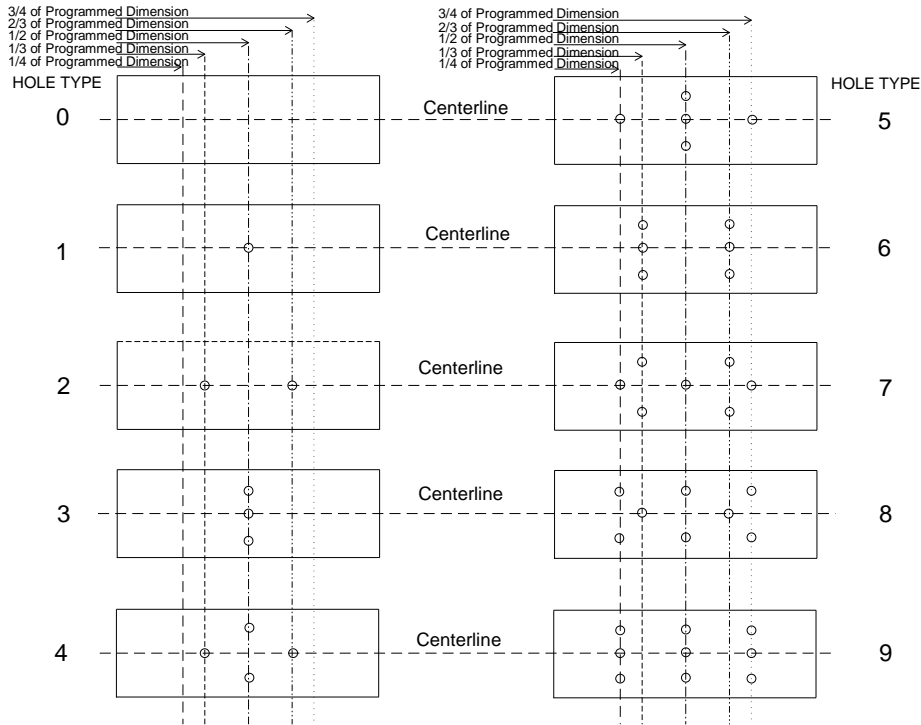 3/4 of Programmed Dimension
2/3 of Programmed Dimension
1/2 of Programmed Dimension
1/3 of Programmed Dimension
1/4 of Programmed Dimension
HOLE TYPE
3/4 of Programmed Dimension
2/3 of Programmed Dimension
1/2 of Programmed Dimension
1/3 of Programmed Dimension
1/4 of Programmed Dimension
HOLE TYPE
0
Centerline
5
1
Centerline
6
2
Centerline
7
3
Centerline
8
4
Centerline
9